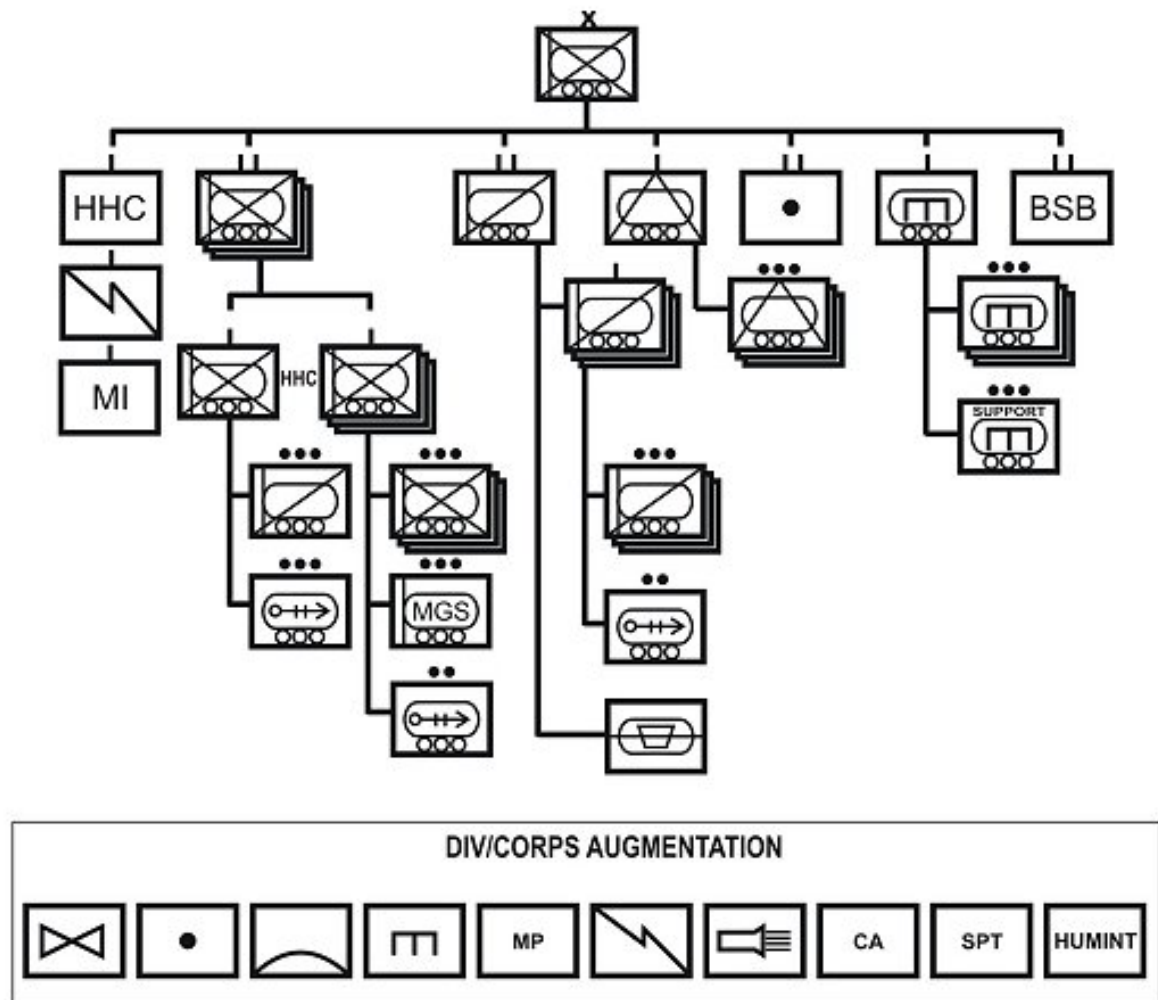 X
HHC
BSB
MI
HHC
SUPPORT
MGS
DIV/CORPS AUGMENTATION
MP
CA
SPT
HUMINT